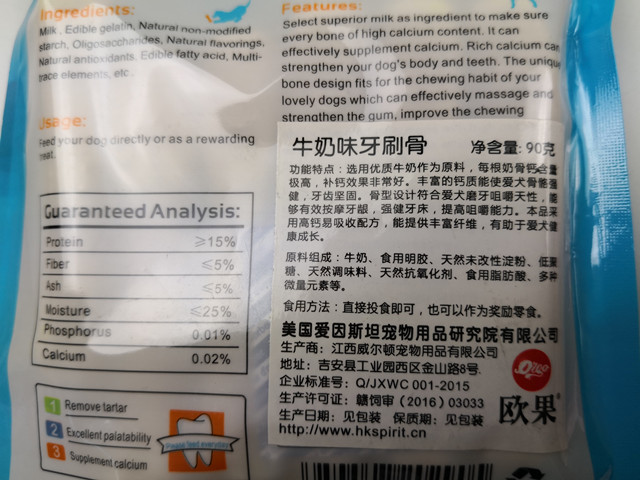 Ingredients:
Milk, Edible gelatin, Natural non-modified
starch, Oligosaccharides, Natural flavorings,
Natural antioxidants, Edible fatty acid, Multi-
trace elements, etc.
Usage:
Feed your dog directly or as a rewarding
treat.
Guaranteed Analysis:
Protein ≥15%
Fiber ≤5%
Ash ≤5%
Moisture ≤25%
Phosphorus 0.01%
Calcium 0.02%
1 Remove tartar
2 Excellent palatability
3 Supplement calcium
Please feed everyday
Features:
Select superior milk as ingredient to make sure
every bone of high calcium content. It can
effectively supplement calcium. Rich calcium can
strengthen your dog's body and teeth. The unique
bone design fits for the chewing habit of your
lovely dogs which can effectively massage and
strengthen the gum, improve the chewing
牛奶味牙刷骨 净含量: 90克
功能特点：选用优质牛奶作为原料，每根奶骨钙含量
极高，补钙效果非常好。丰富的钙质能使爱犬骨骼强
健，牙齿坚固。骨型设计符合爱犬磨牙咀嚼天性，能
够有效按摩牙龈，强健牙床，提高咀嚼能力。本品采
用高钙易吸收配方，能提供丰富纤维，有助于爱犬健
康成长。
原料组成：牛奶、食用明胶、天然未改性淀粉、低聚
糖、天然调味料、天然抗氧化剂、食用脂肪酸、多种
微量元素等。
食用方法：直接投食即可，也可以作为奖励零食。
美国爱因斯坦宠物用品研究院有限公司
生产商：江西威尔顿宠物用品有限公司
地址：吉安县工业园西区金山路8号
企业标准号：Q/JXWC 001-2015
生产许可证：赣饲审（2016）03033
生产日期：见包装 保质期：见包装
http://www.hkspirit.cn
欧果